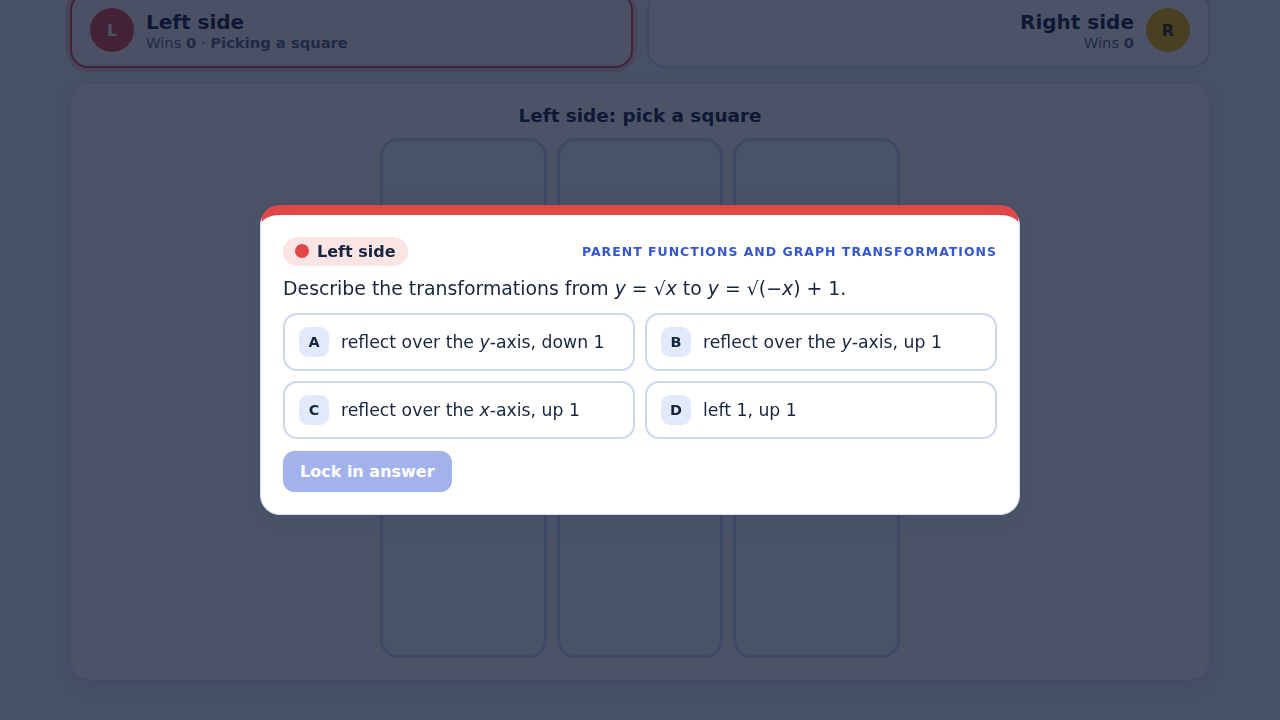 L
Left side
Wins 0 · Picking a square
Right side
Wins 0
R
Left side: pick a square
Left side
PARENT FUNCTIONS AND GRAPH TRANSFORMATIONS
Describe the transformations from y = √x to y = √(−x) + 1.
A reflect over the y-axis, down 1
B reflect over the y-axis, up 1
C reflect over the x-axis, up 1
D left 1, up 1
Lock in answer